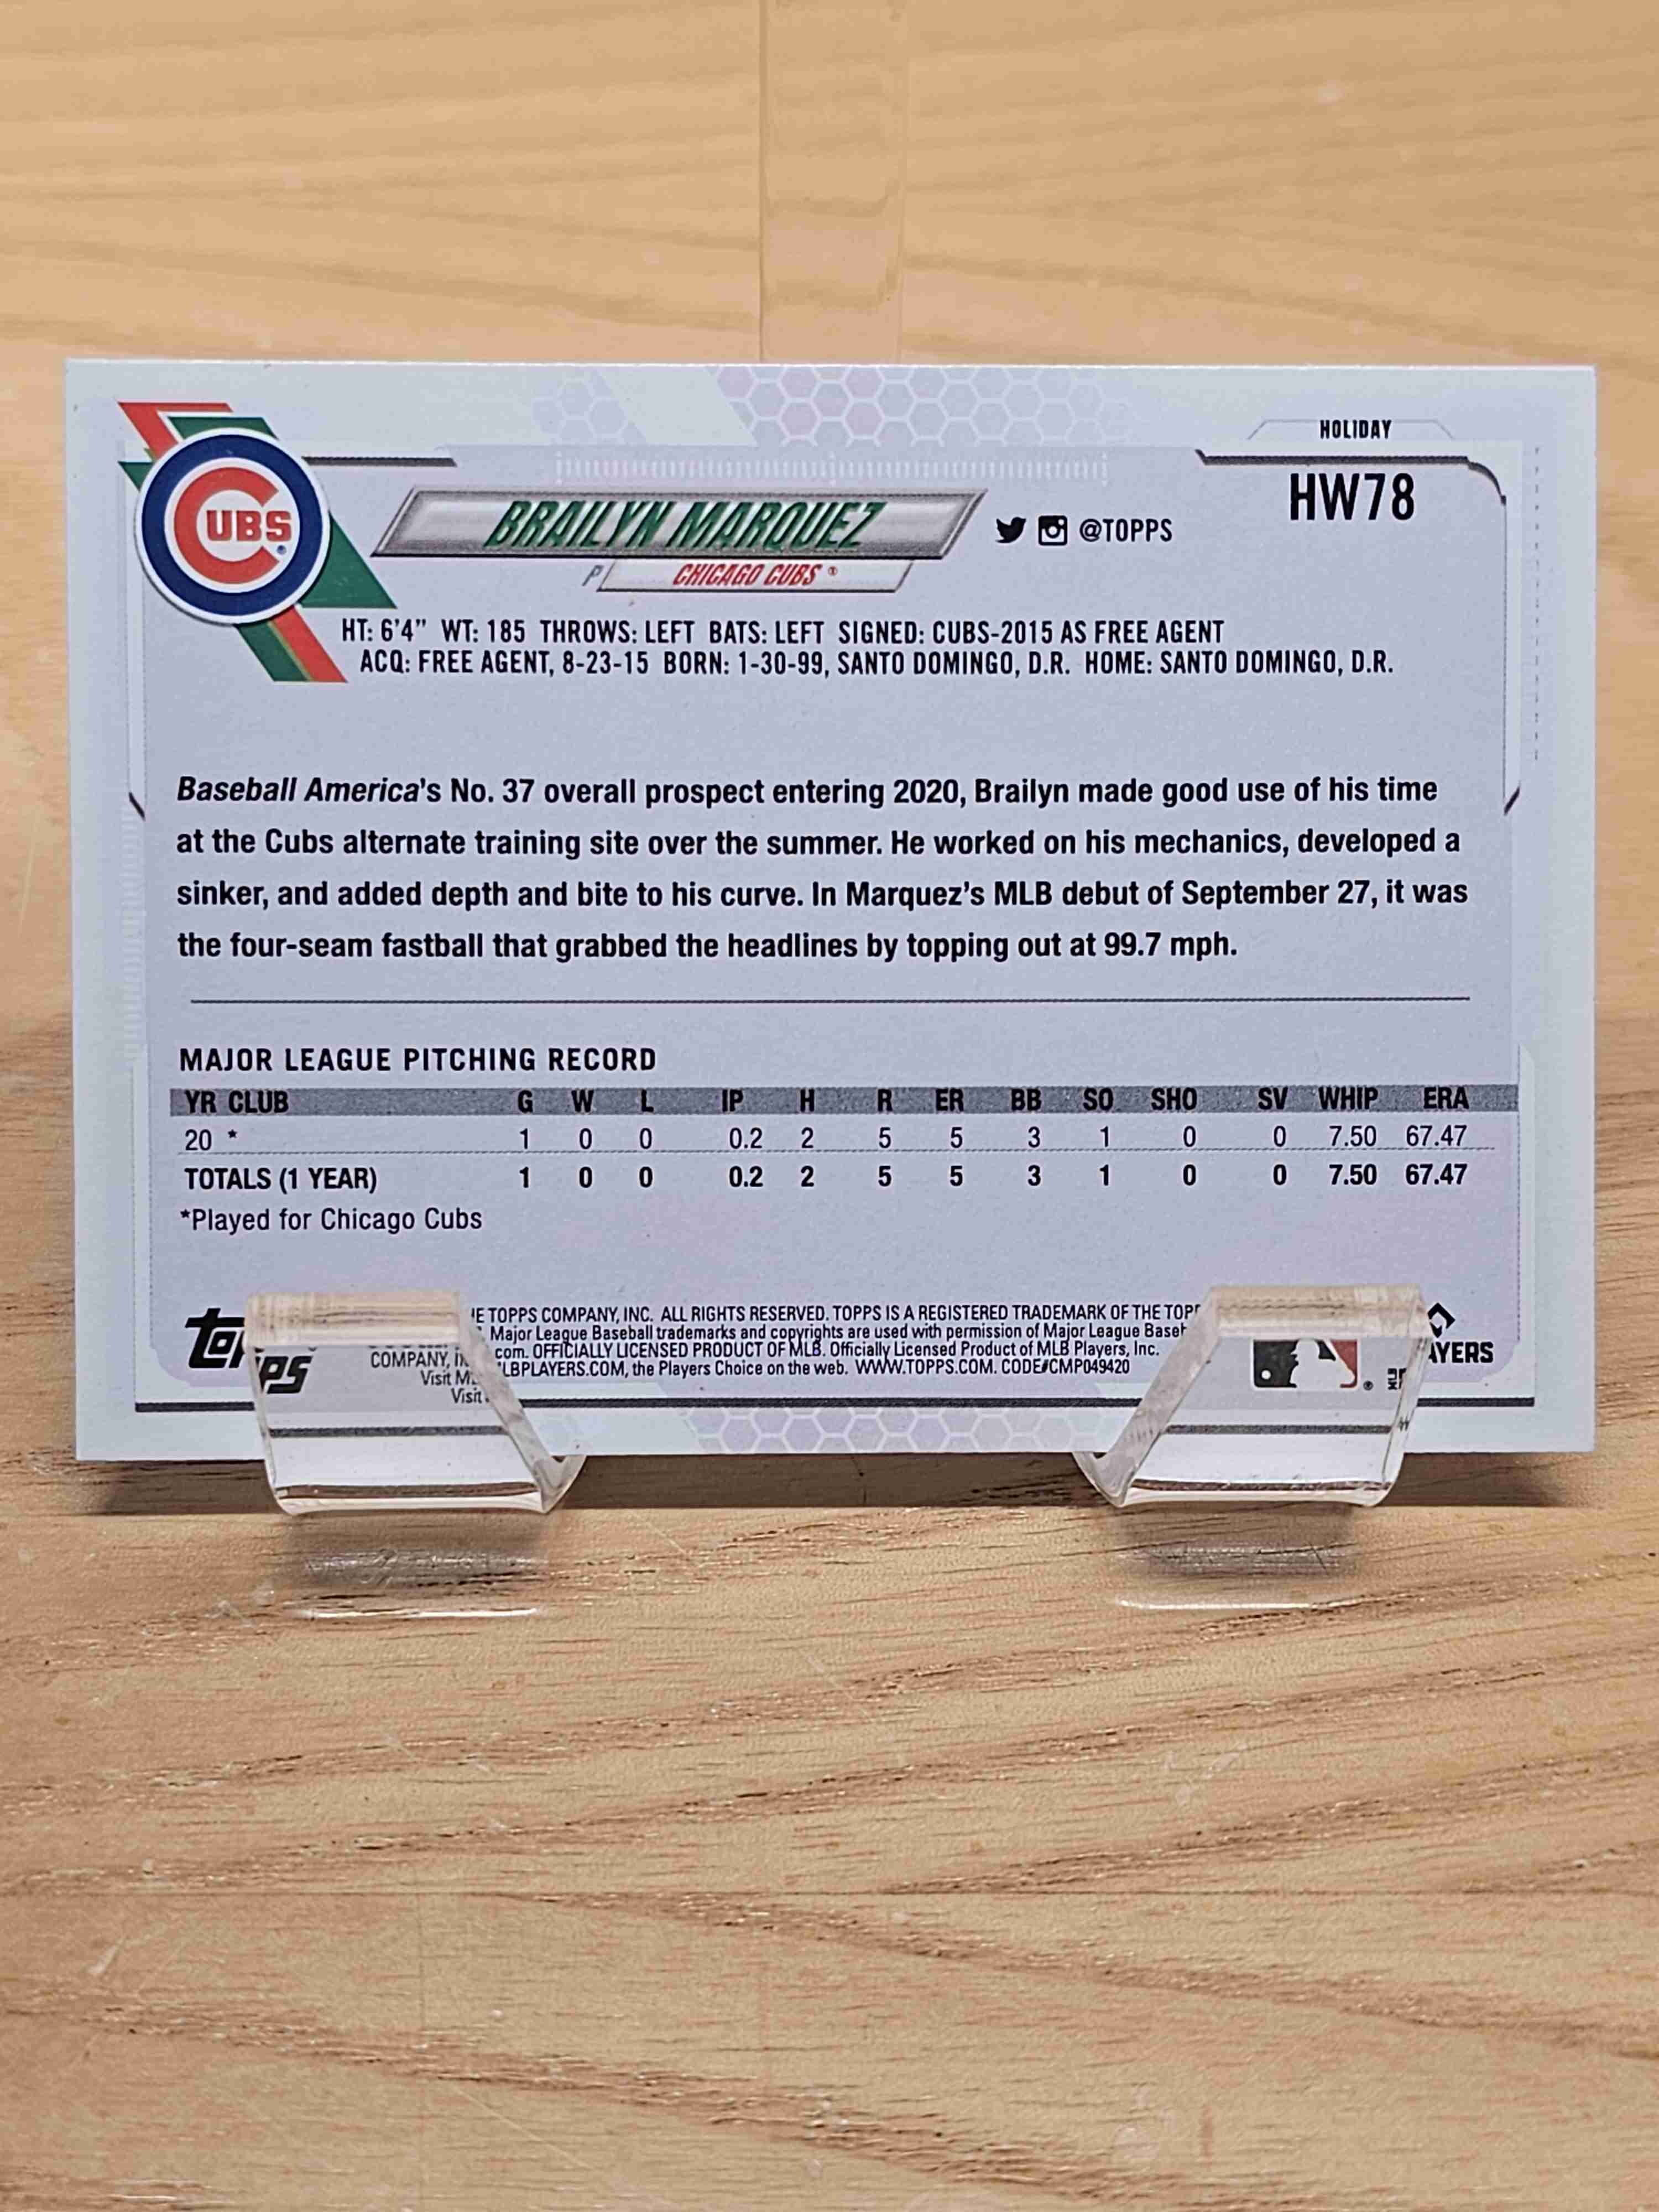 HOLIDAY
HW78
CUBS
BRAILYN MARQUEZ
@TOPPS
P CHICAGO CUBS ®
HT: 6'4" WT: 185 THROWS: LEFT BATS: LEFT SIGNED: CUBS-2015 AS FREE AGENT
ACQ: FREE AGENT, 8-23-15 BORN: 1-30-99, SANTO DOMINGO, D.R. HOME: SANTO DOMINGO, D.R.
Baseball America's No. 37 overall prospect entering 2020, Brailyn made good use of his time
at the Cubs alternate training site over the summer. He worked on his mechanics, developed a
sinker, and added depth and bite to his curve. In Marquez's MLB debut of September 27, it was
the four-seam fastball that grabbed the headlines by topping out at 99.7 mph.
MAJOR LEAGUE PITCHING RECORD
YR CLUB G W L IP H R ER BB SO SHO SV WHIP ERA
20 * 1 0 0 0.2 2 5 5 3 1 0 0 7.50 67.47
TOTALS (1 YEAR) 1 0 0 0.2 2 5 5 3 1 0 0 7.50 67.47
*Played for Chicago Cubs
TOPPS COMPANY, INC. ALL RIGHTS RESERVED. TOPPS IS A REGISTERED TRADEMARK OF THE
Major League Baseball trademarks and copyrights are used with permission of Major League
COMPANY, com. OFFICIALLY LICENSED PRODUCT OF MLB. Officially Licensed Product of MLB Players, Inc.
Visit LBPLAYERS.COM, the Players Choice on the web. WWW.TOPPS.COM. CODE#CMP049420
Visit